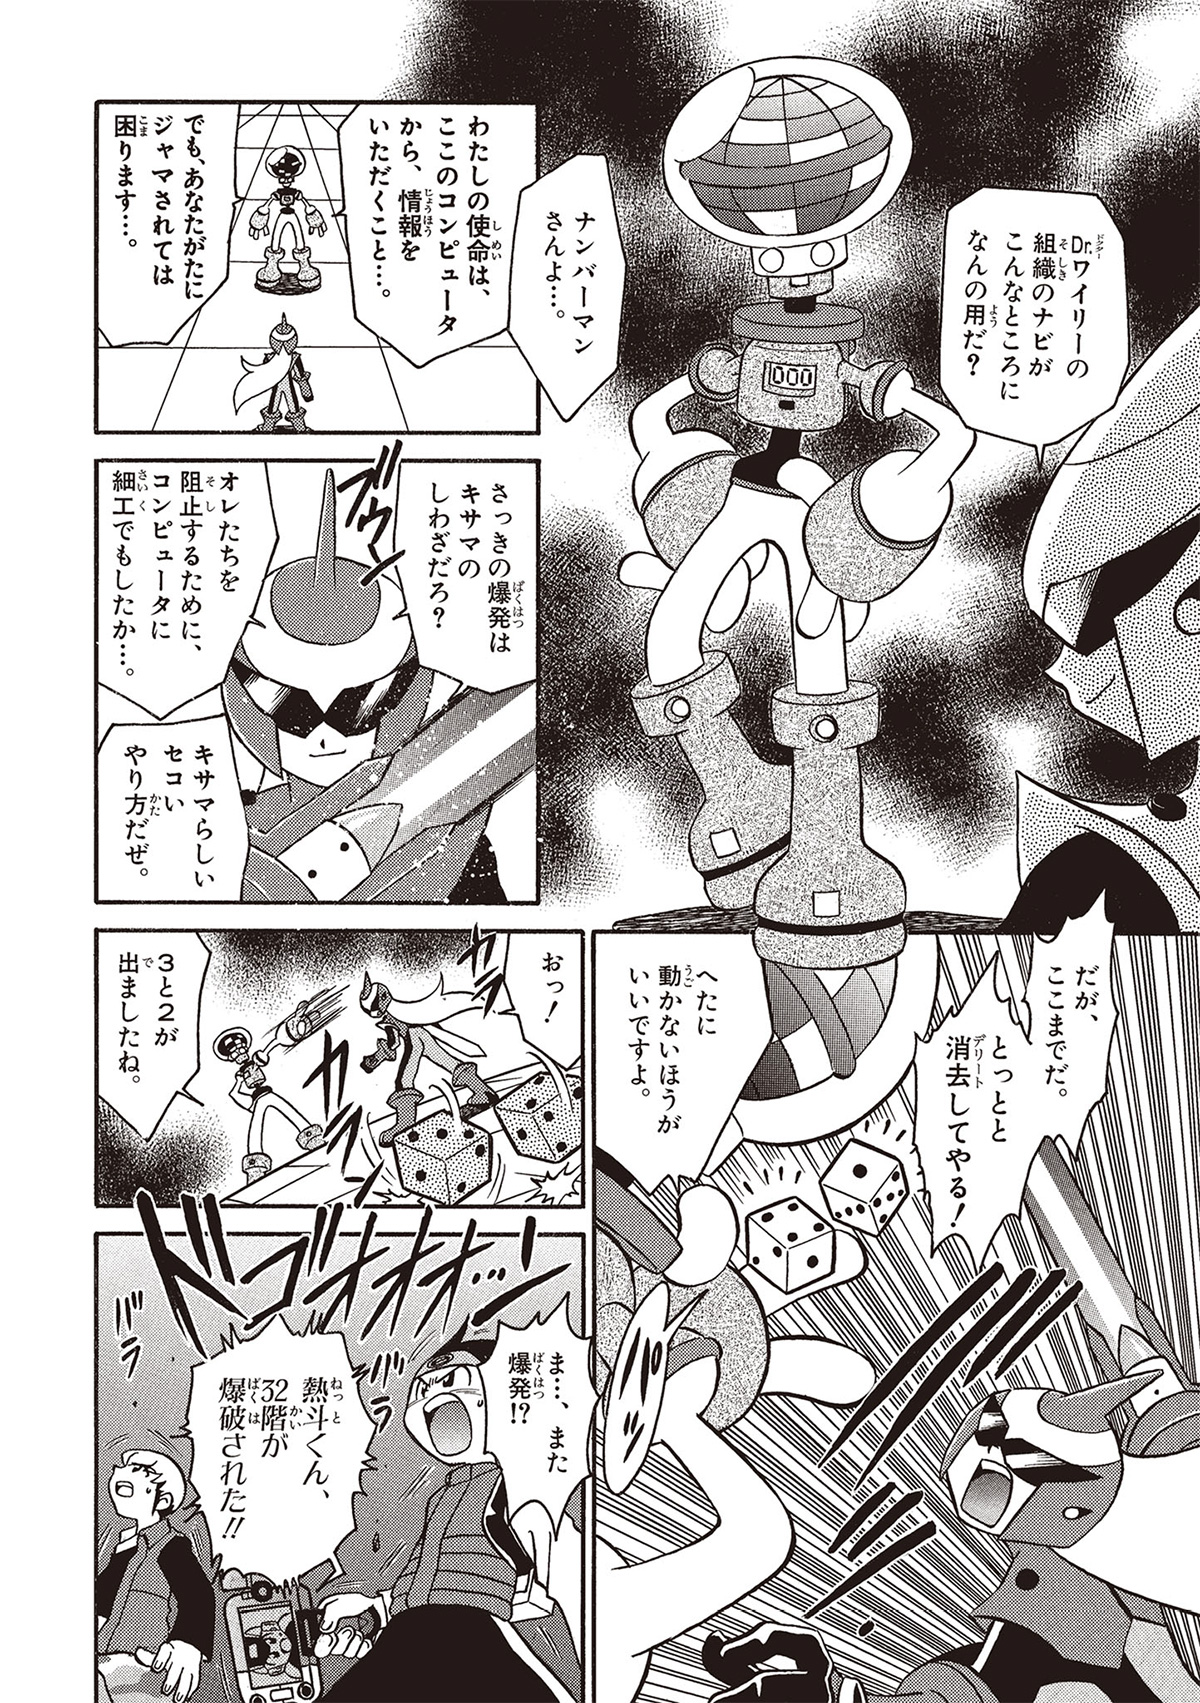 Dr.ワイリーの
組織のナビが
こんなところに
なんの用だ?
ナンバーマン
さんよ…。
000
わたしの使命は、
ここのコンピュータ
から、情報を
いただくこと…。
でも、あなたがたに
ジャマされては
困ります…。
ブウン
さっきの爆発は
キサマの
しわざだろ?
オレたちを
阻止するために、
コンピュータに
細工でもしたか…。
キサマらしい
セコい
やり方だぜ。
だが、
ここまでだ。
とっとと
消去してやる!
へたに
動かないほうが
いいですよ。
パシ
おっ!
カッ
カッ
3と2が
出ましたね。
ドゴオオオ…ン
ま…、また
爆発!?
熱斗くん、
32階が
爆破された!!